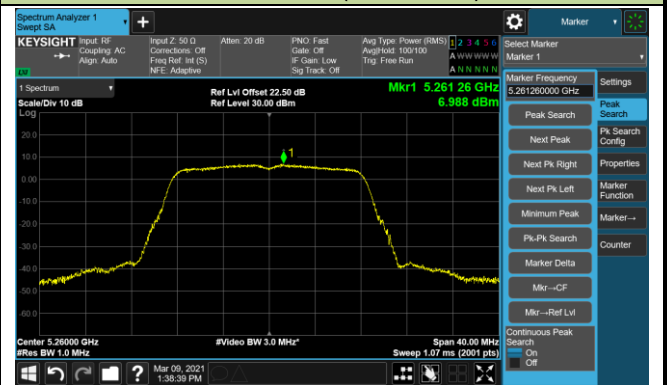 Spectrum Analyzer 1
Swept SA
Marker
KEYSIGHT
Input: RF
Coupling: AC
Align: Auto
Input Z: 50 Ω
Corrections: Off
Freq Ref: Int (S)
NFE: Adaptive
Atten: 20 dB
PNO: Fast
Gate: Off
IF Gain: Low
Sig Track: Off
Avg Type: Power (RMS)
Avg|Hold: 100/100
Trig: Free Run
1 2 3 4 5 6
A W W W W W
A N N N N N
Select Marker
Marker 1
LXI
1 Spectrum
Scale/Div 10 dB
Log
Ref Lvl Offset 22.50 dB
Ref Level 30.00 dBm
Mkr1 5.261 26 GHz
6.988 dBm
Marker Frequency
5.261260000 GHz
Settings
Peak Search
Peak
Search
Next Peak
Pk Search
Config
Next Pk Right
Properties
Next Pk Left
Marker
Function
Minimum Peak
Marker→
Pk-Pk Search
Counter
Marker Delta
Mkr→CF
Mkr→Ref Lvl
Continuous Peak
Search
On
Off
20.0
10.0
0.00
-10.0
-20.0
-30.0
-40.0
-50.0
-60.0
1
Center 5.26000 GHz
#Res BW 1.0 MHz
#Video BW 3.0 MHz*
Span 40.00 MHz
Sweep 1.07 ms (2001 pts)
?
Mar 09, 2021
1:38:39 PM